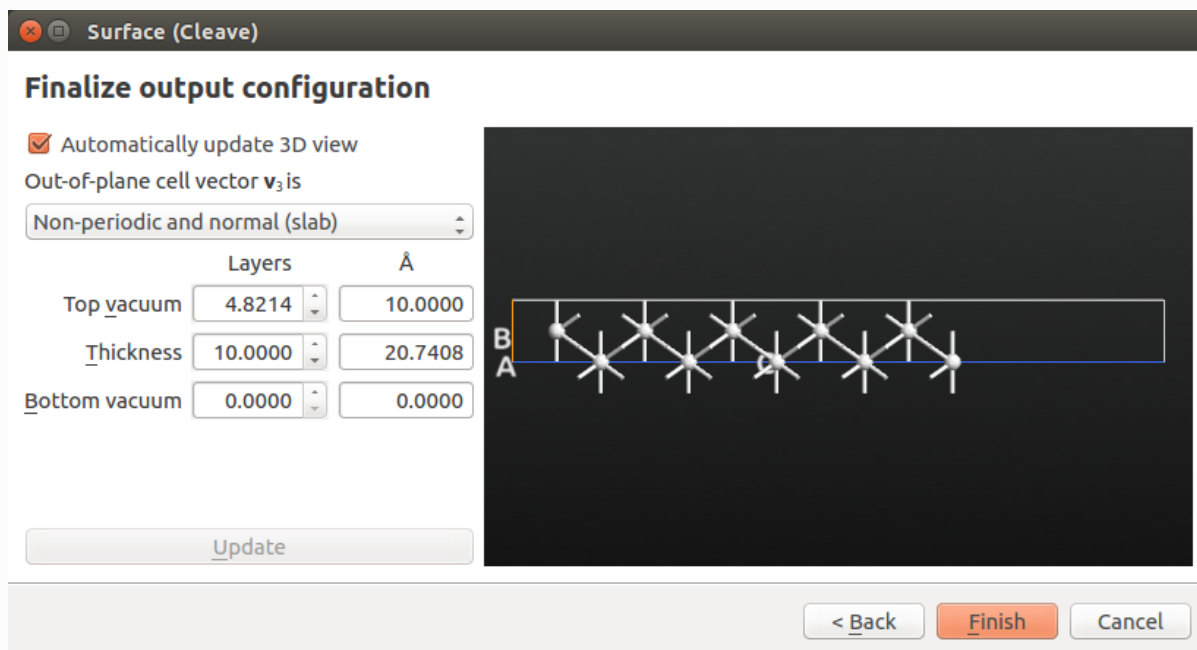 Surface (Cleave)
Finalize output configuration
Automatically update 3D view
Out-of-plane cell vector v₃ is
Non-periodic and normal (slab)
Layers Å
Top vacuum 4.8214 10.0000
Thickness 10.0000 20.7408
Bottom vacuum 0.0000 0.0000
B
A
C
Update
< Back Finish Cancel